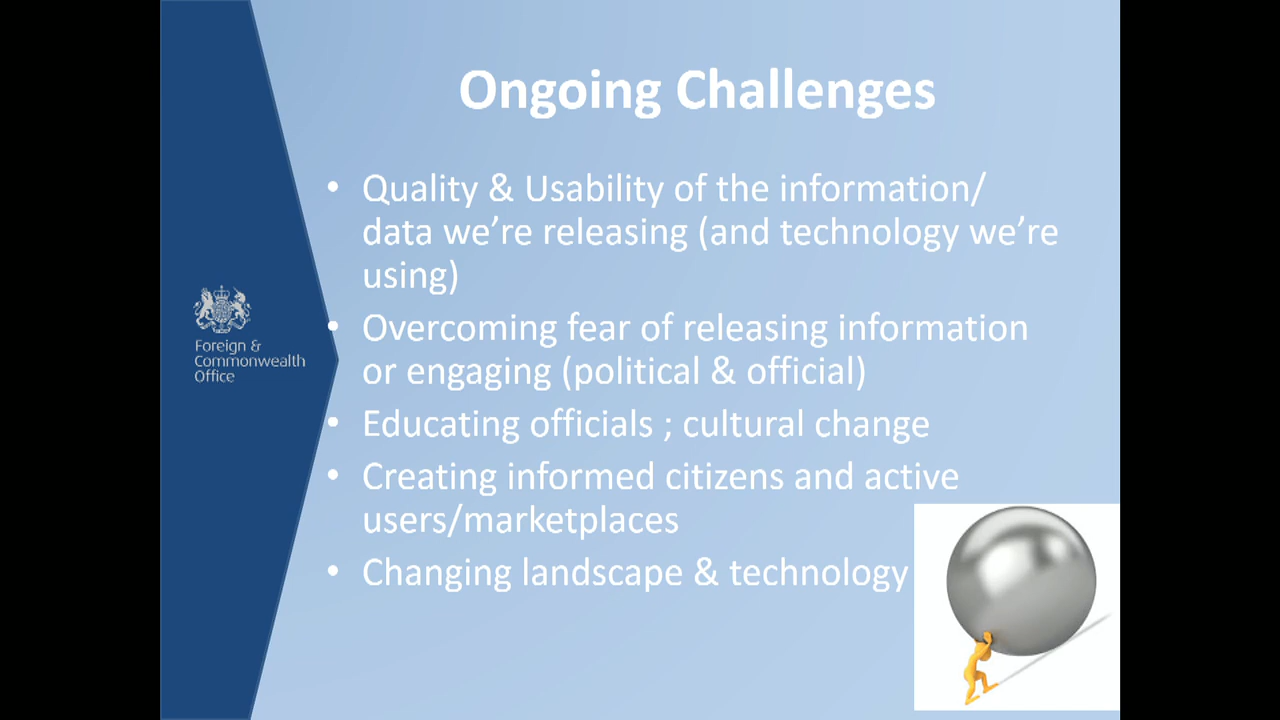 Ongoing Challenges
• Quality & Usability of the information/
data we’re releasing (and technology we’re
using)
• Overcoming fear of releasing information
or engaging (political & official)
• Educating officials ; cultural change
• Creating informed citizens and active
users/marketplaces
• Changing landscape & technology
Foreign &
Commonwealth
Office